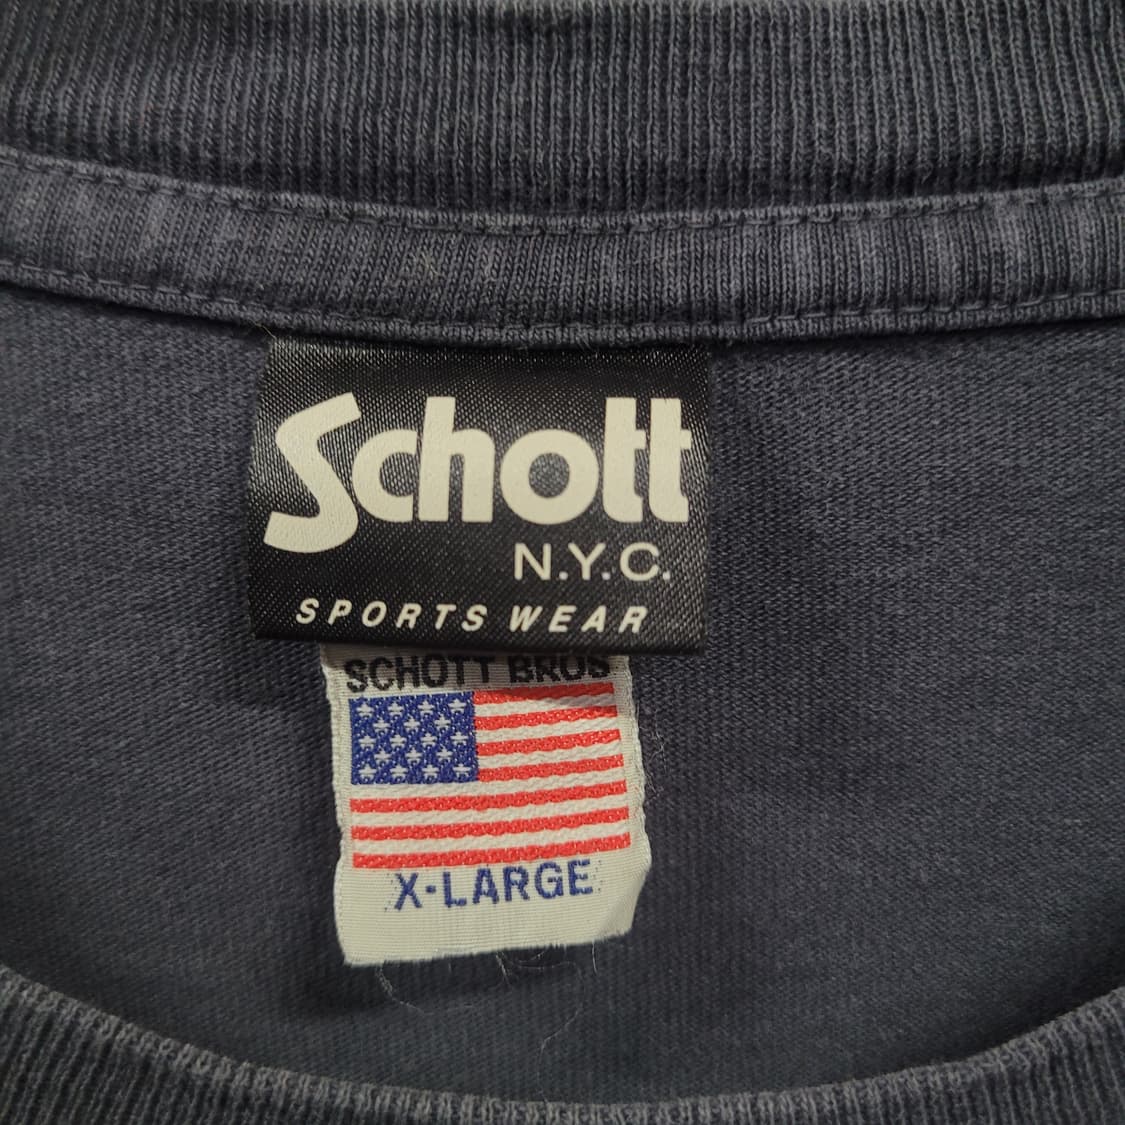 Schott
N.Y.C.
SPORTS WEAR
SCHOTT BROS
X-LARGE